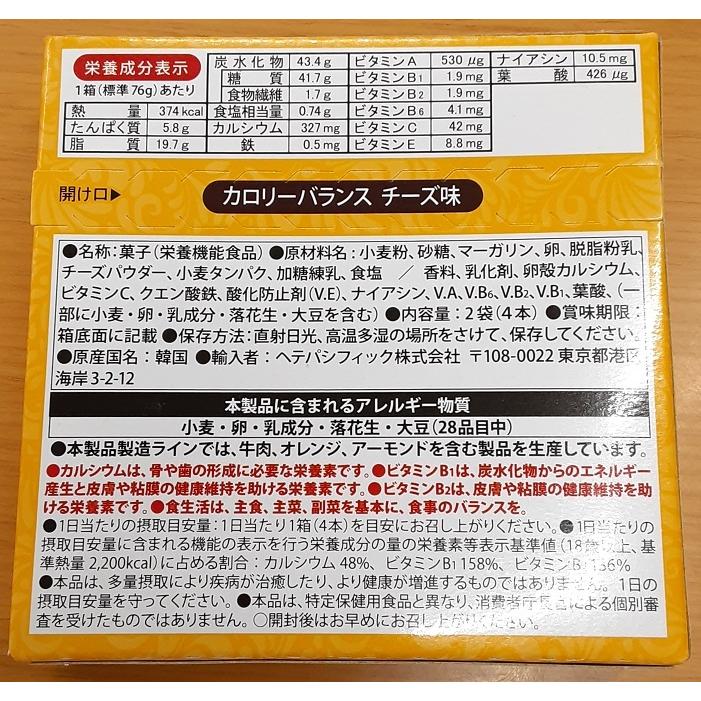 栄養成分表示
1箱(標準76g)あたり
熱量 374kcal
たんぱく質 5.8g
脂質 19.7g
炭水化物 43.4g
糖質 41.7g
食物繊維 1.7g
食塩相当量 0.74g
カルシウム 327mg
鉄 0.5mg
ビタミンA 530μg
ビタミンB1 1.9mg
ビタミンB2 1.9mg
ビタミンB6 4.1mg
ビタミンC 42mg
ビタミンE 8.8mg
ナイアシン 10.5mg
葉酸 426μg
開け口▶
カロリーバランス チーズ味
●名称:菓子(栄養機能食品) ●原材料名:小麦粉、砂糖、マーガリン、卵、脱脂粉乳、
チーズパウダー、小麦タンパク、加糖練乳、食塩 / 香料、乳化剤、卵殻カルシウム、
ビタミンC、クエン酸鉄、酸化防止剤(V.E)、ナイアシン、V.A、V.B6、V.B2、V.B1、葉酸、(一
部に小麦・卵・乳成分・落花生・大豆を含む) ●内容量:2袋(4本) ●賞味期限:
箱底面に記載 ●保存方法:直射日光、高温多湿の場所をさけて、保存してください。
●原産国名:韓国 ●輸入者:ヘテパシフィック株式会社 〒108-0022 東京都港区
海岸3-2-12
本製品に含まれるアレルギー物質
小麦・卵・乳成分・落花生・大豆(28品目中)
●本製品製造ラインでは、牛肉、オレンジ、アーモンドを含む製品を生産しています。
●カルシウムは、骨や歯の形成に必要な栄養素です。●ビタミンB1は、炭水化物からのエネルギー
産生と皮膚や粘膜の健康維持を助ける栄養素です。●ビタミンB2は、皮膚や粘膜の健康維持を助
ける栄養素です。●食生活は、主食、主菜、副菜を基本に、食事のバランスを。
●1日当たりの摂取目安量:1日当たり1箱(4本)を目安にお召し上がりください。●1日当たりの
摂取目安量に含まれる機能の表示を行う栄養成分の量の栄養素等表示基準値(18歳以上、基
準熱量2,200kcal)に占める割合:カルシウム 48%、ビタミンB1 158%、ビタミンB2 136%
●本品は、多量摂取により疾病が治癒したり、より健康が増進するものではありません。1日の
摂取目安量を守ってください。●本品は、特定保健用食品と異なり、消費者庁長官による個別審
査を受けたものではありません。○開封後はお早めにお召し上がりください。